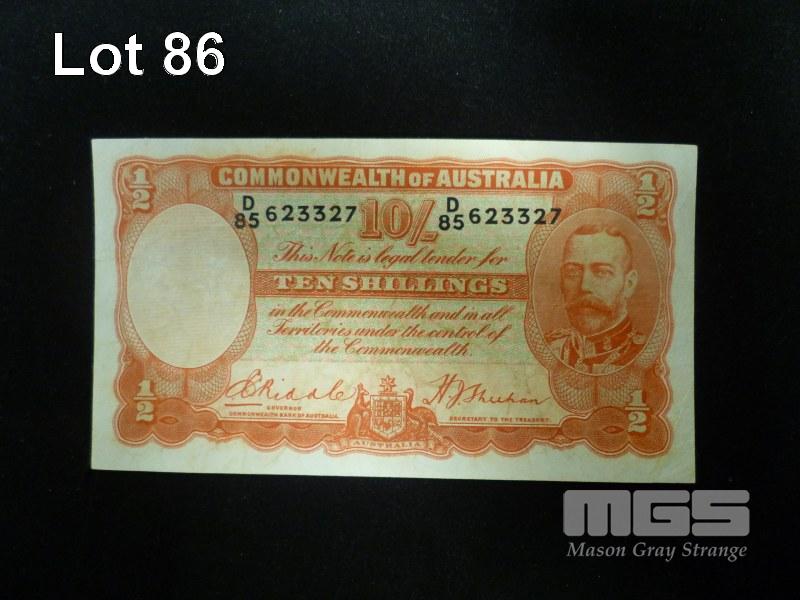 Lot 86
COMMONWEALTH OF AUSTRALIA
1/2 1/2
D/85 623327 10/- D/85 623327
This Note is legal tender for
TEN SHILLINGS
in the Commonwealth and in all
Territories under the control of
the Commonwealth.
E Riddle H J Sheehan
GOVERNOR
COMMONWEALTH BANK OF AUSTRALIA. SECRETARY TO THE TREASURY.
1/2 1/2
AUSTRALIA
MGS
Mason Gray Strange